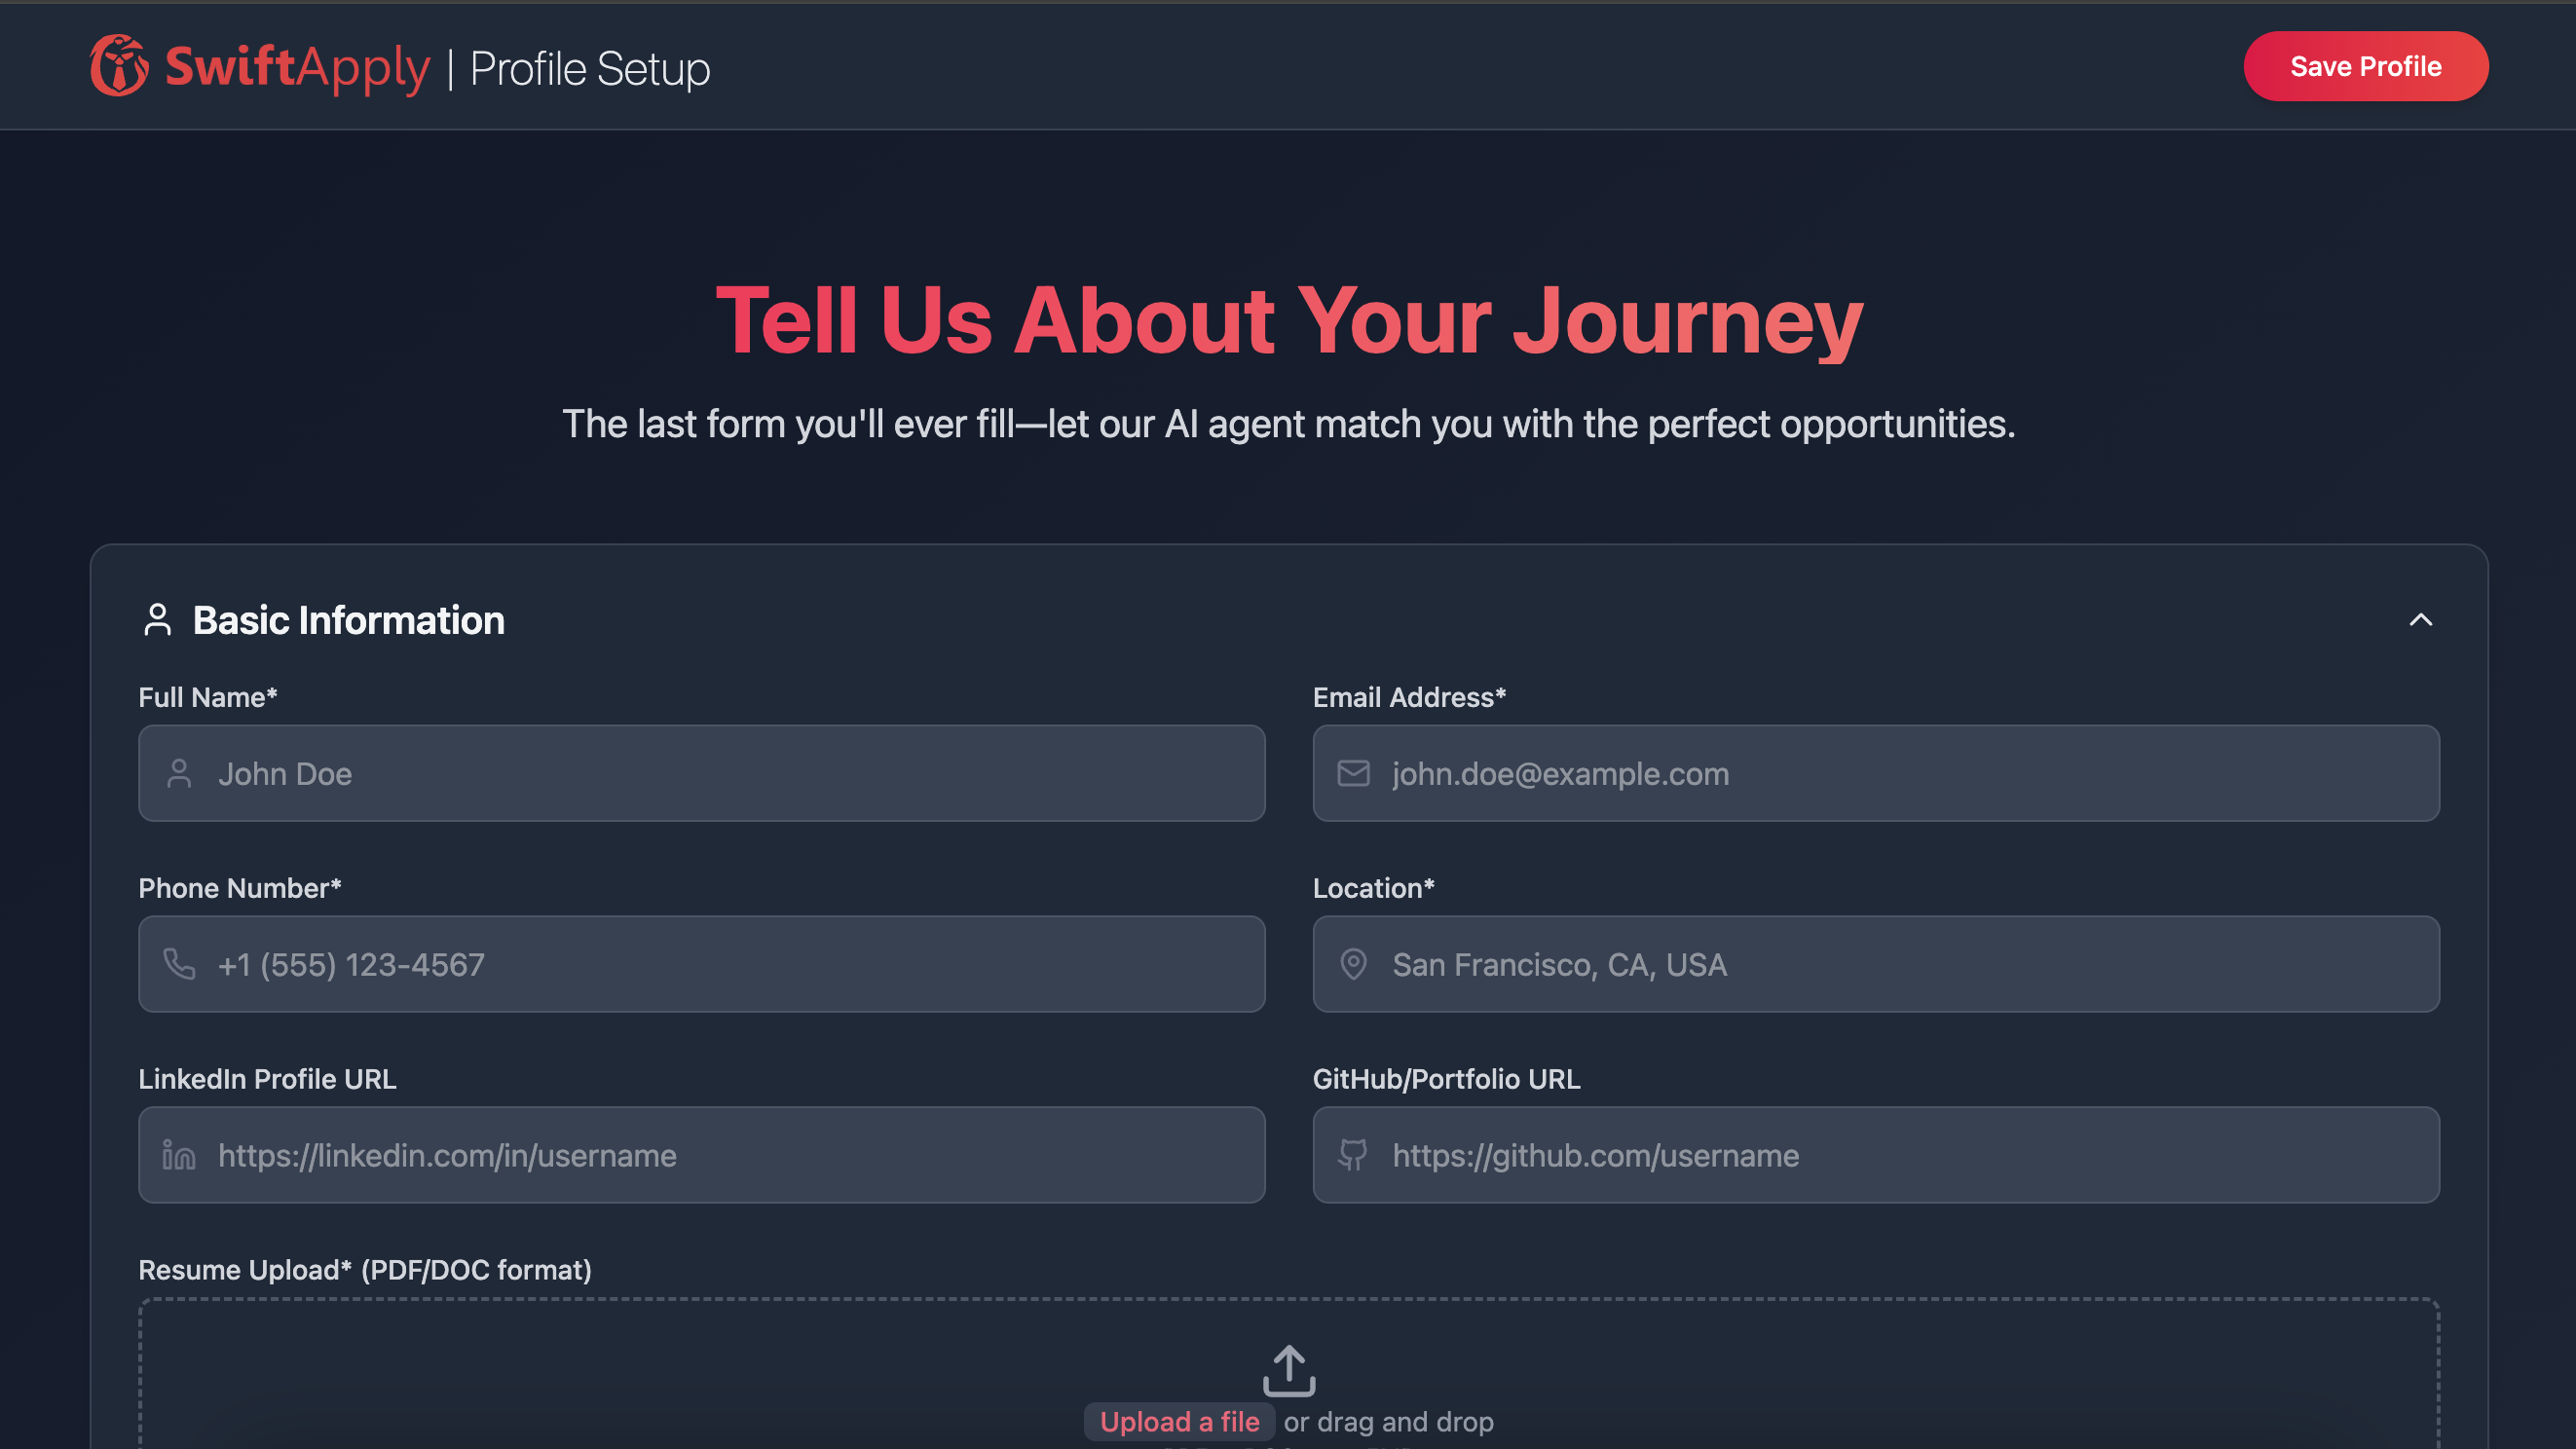 SwiftApply | Profile Setup
Save Profile
Tell Us About Your Journey
The last form you'll ever fill—let our AI agent match you with the perfect opportunities.
Basic Information
Full Name*
John Doe
Email Address*
john.doe@example.com
Phone Number*
+1 (555) 123-4567
Location*
San Francisco, CA, USA
LinkedIn Profile URL
https://linkedin.com/in/username
GitHub/Portfolio URL
https://github.com/username
Resume Upload* (PDF/DOC format)
Upload a file or drag and drop